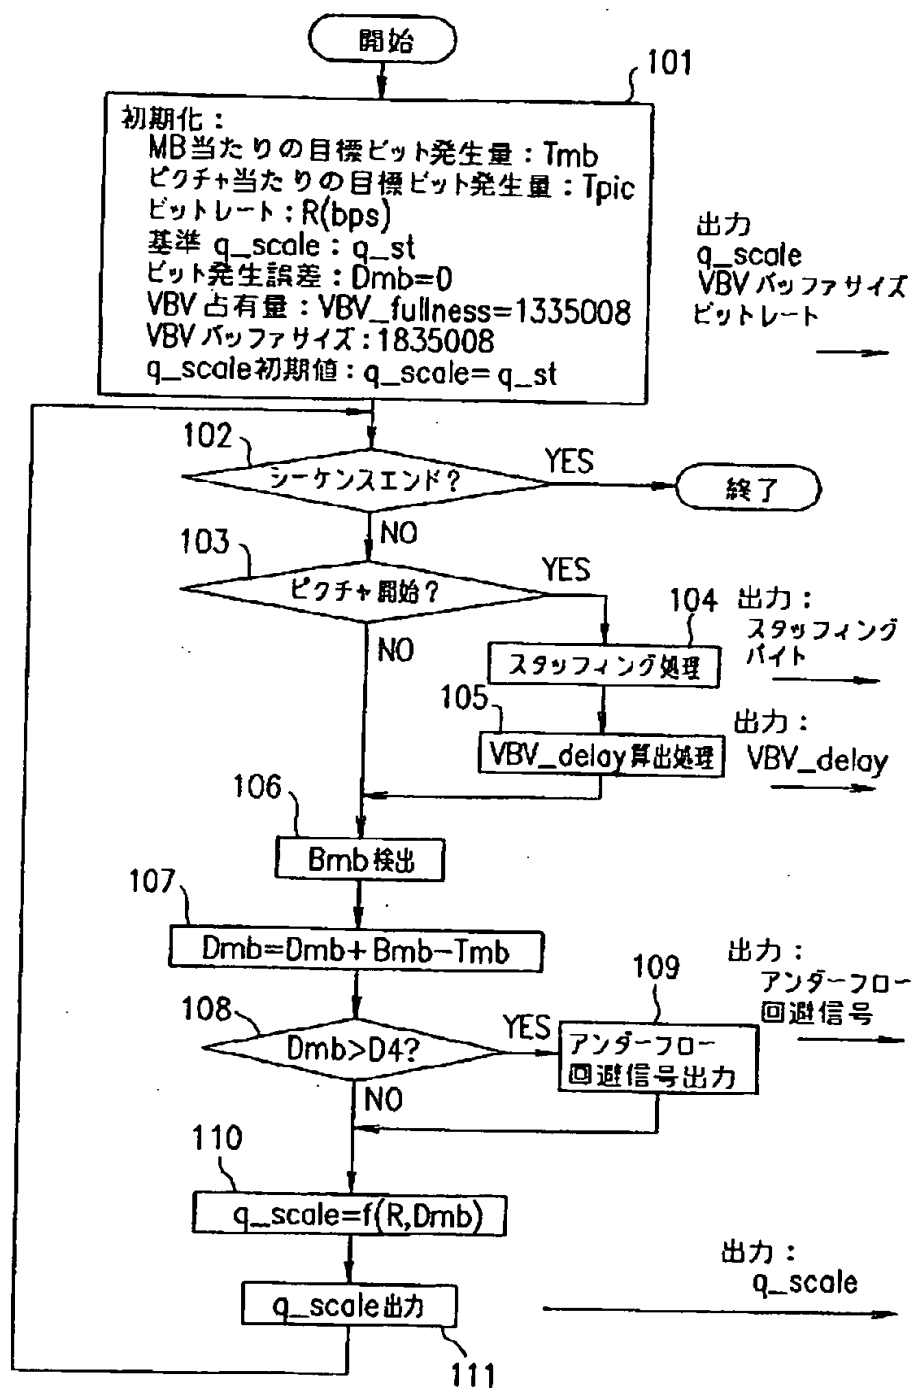 開始
101
初期化：
MB当たりの目標ビット発生量：Tmb
ピクチャ当たりの目標ビット発生量：Tpic
ビットレート：R(bps)
基準 q_scale：q_st
ビット発生誤差：Dmb=0
VBV占有量：VBV_fullness=1335008
VBVバッファサイズ：1835008
q_scale初期値：q_scale=q_st
出力
q_scale
VBVバッファサイズ
ビットレート
102
シーケンスエンド？
YES
終了
NO
103
ピクチャ開始？
YES
NO
104
スタッフィング処理
出力：
スタッフィング
バイト
105
VBV_delay算出処理
出力：
VBV_delay
106
Bmb検出
107
Dmb=Dmb+Bmb-Tmb
108
Dmb>D4?
YES
NO
109
アンダーフロー
回避信号出力
出力：
アンダーフロー
回避信号
110
q_scale=f(R,Dmb)
q_scale出力
111
出力：
q_scale